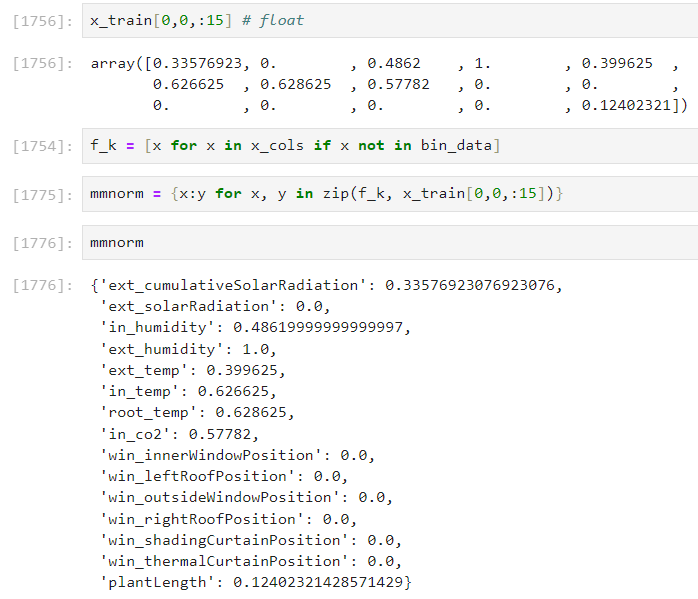 [1756]: x_train[0,0,:15] # float
[1756]: array([0.33576923, 0.        , 0.4862    , 1.        , 0.399625  ,
       0.626625  , 0.628625  , 0.57782   , 0.        , 0.        ,
       0.        , 0.        , 0.        , 0.        , 0.12402321])
[1754]: f_k = [x for x in x_cols if x not in bin_data]
[1775]: mmnorm = {x:y for x, y in zip(f_k, x_train[0,0,:15])}
[1776]: mmnorm
[1776]: {'ext_cumulativeSolarRadiation': 0.33576923076923076,
 'ext_solarRadiation': 0.0,
 'in_humidity': 0.48619999999999997,
 'ext_humidity': 1.0,
 'ext_temp': 0.399625,
 'in_temp': 0.626625,
 'root_temp': 0.628625,
 'in_co2': 0.57782,
 'win_innerWindowPosition': 0.0,
 'win_leftRoofPosition': 0.0,
 'win_outsideWindowPosition': 0.0,
 'win_rightRoofPosition': 0.0,
 'win_shadingCurtainPosition': 0.0,
 'win_thermalCurtainPosition': 0.0,
 'plantLength': 0.12402321428571429}